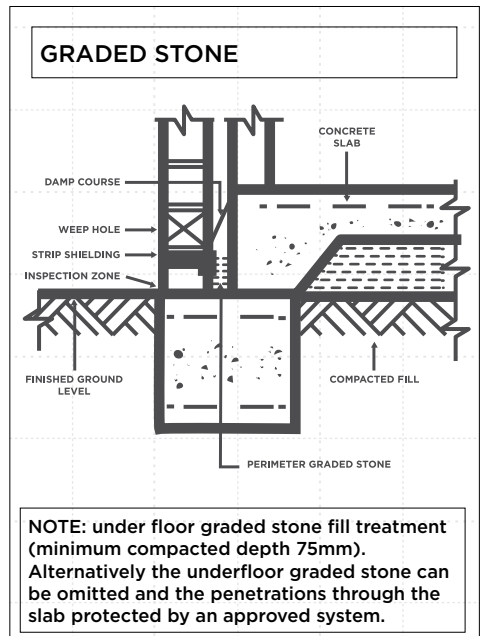 GRADED STONE
CONCRETE
SLAB
DAMP COURSE
WEEP HOLE
STRIP SHIELDING
INSPECTION ZONE
FINISHED GROUND
LEVEL
COMPACTED FILL
PERIMETER GRADED STONE
NOTE: under floor graded stone fill treatment
(minimum compacted depth 75mm).
Alternatively the underfloor graded stone can
be omitted and the penetrations through the
slab protected by an approved system.